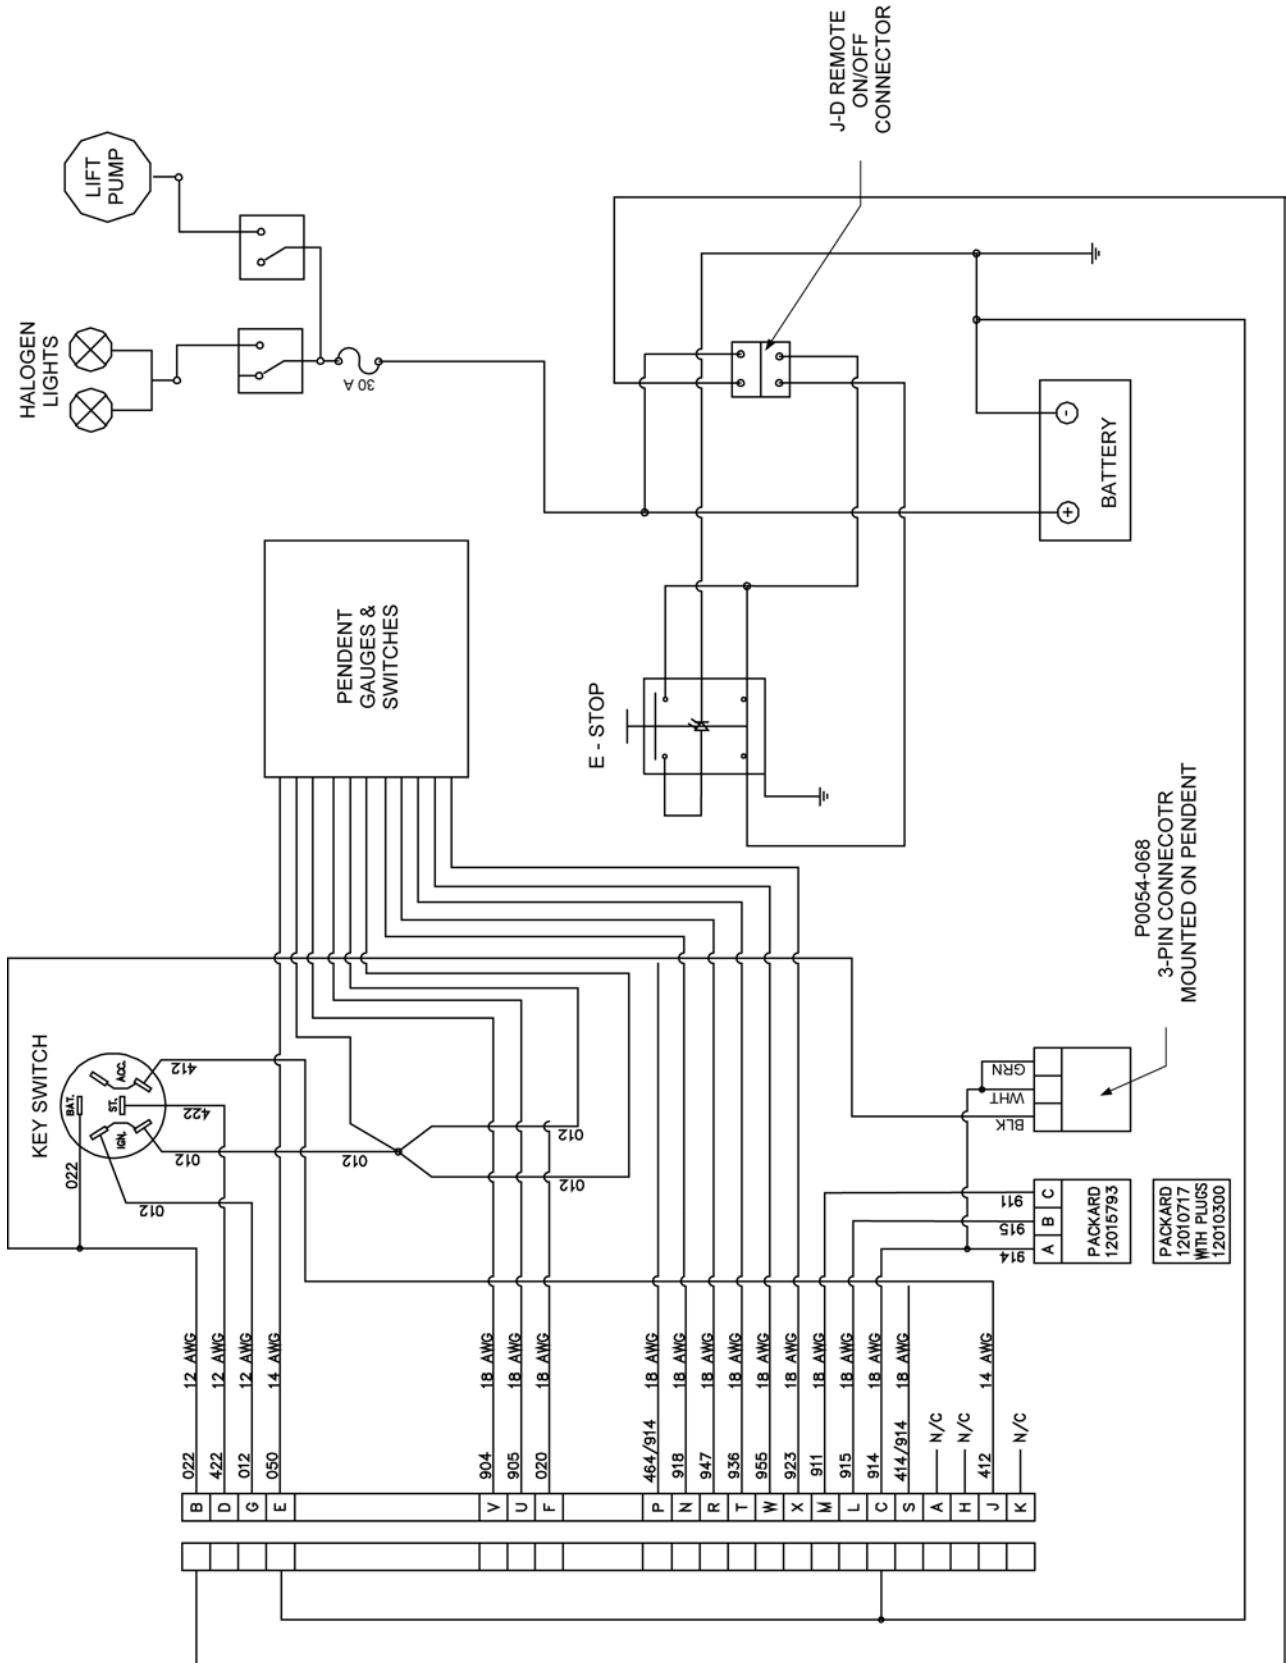 LIFT
PUMP
HALOGEN
LIGHTS
30 A
J-D REMOTE
ON/OFF
CONNECTOR
BATTERY
+
-
PENDENT
GAUGES &
SWITCHES
E - STOP
KEY SWITCH
BAT.
ACC.
ST.
IGN.
022
012
422
412
012
012
012
012
P0054-068
3-PIN CONNECOTR
MOUNTED ON PENDENT
GRN
WHT
BLK
911
915
914
C
B
A
PACKARD
12015793
PACKARD
12010717
WITH PLUGS
12010300
B 022 12 AWG
D 422 12 AWG
G 012 12 AWG
E 050 14 AWG
V 904 18 AWG
U 905 18 AWG
F 020 18 AWG
P 464/914 18 AWG
N 918 18 AWG
R 947 18 AWG
T 936 18 AWG
W 955 18 AWG
X 923 18 AWG
M 911 18 AWG
L 915 18 AWG
C 914 18 AWG
S 414/914 18 AWG
A N/C
H N/C
J 412 14 AWG
K N/C